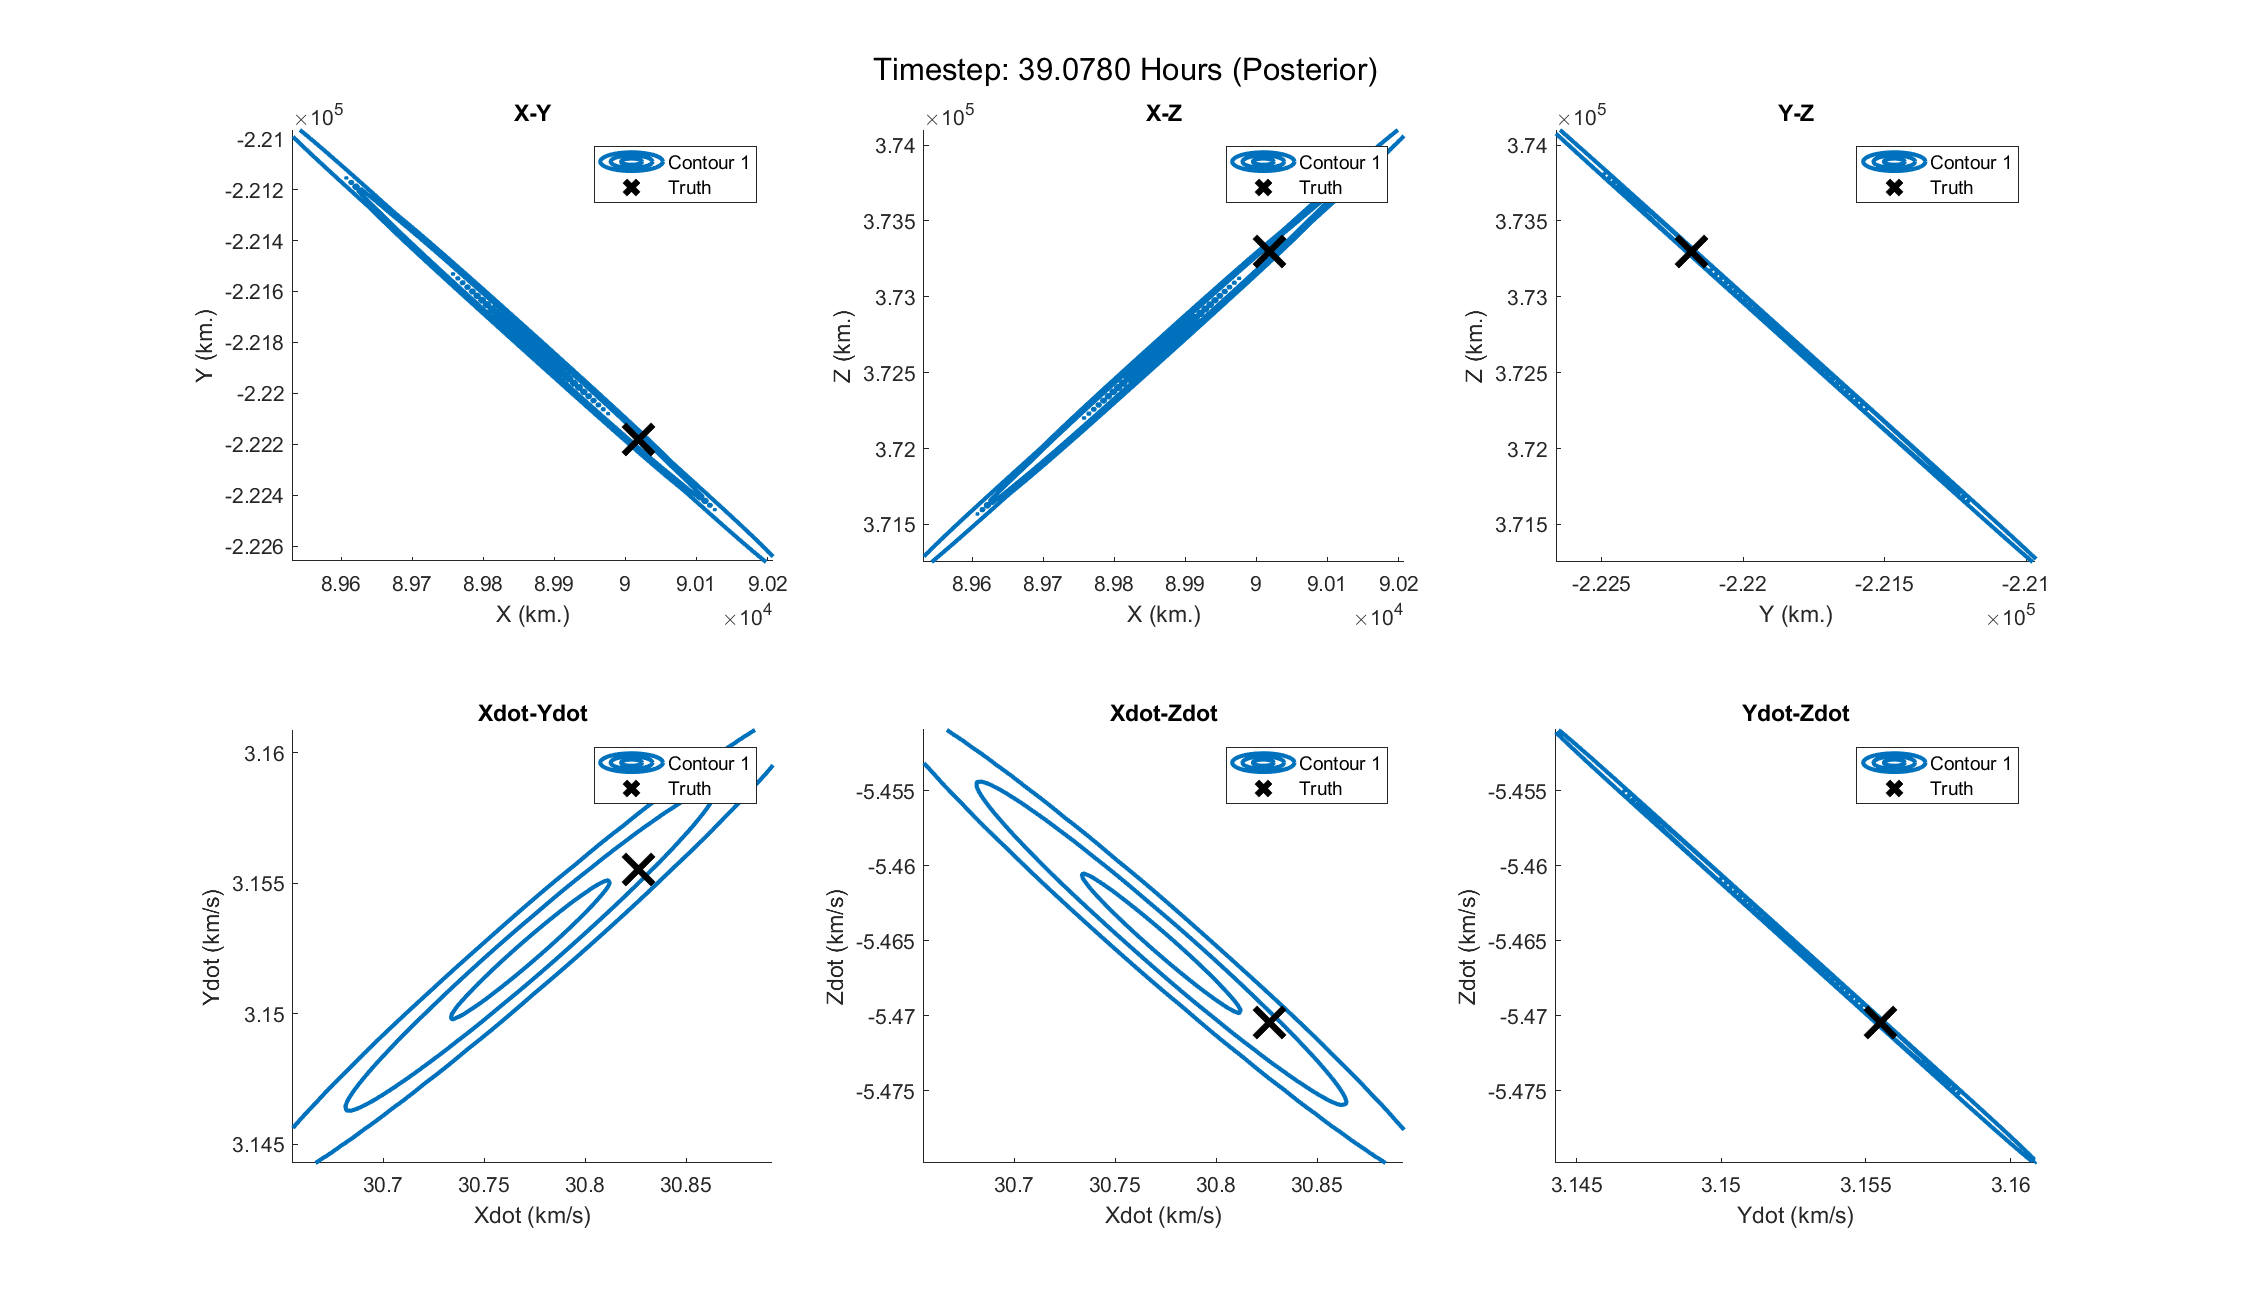 Timestep: 39.0780 Hours (Posterior)
X-Y
×10^5
-2.21
-2.212
-2.214
-2.216
-2.218
-2.22
-2.222
-2.224
-2.226
Y (km.)
8.96 8.97 8.98 8.99 9 9.01 9.02
X (km.)
×10^4
Contour 1
Truth
X-Z
×10^5
3.74
3.735
3.73
3.725
3.72
3.715
Z (km.)
8.96 8.97 8.98 8.99 9 9.01 9.02
X (km.)
×10^4
Contour 1
Truth
Y-Z
×10^5
3.74
3.735
3.73
3.725
3.72
3.715
Z (km.)
-2.225 -2.22 -2.215 -2.21
Y (km.)
×10^5
Contour 1
Truth
Xdot-Ydot
3.16
3.155
3.15
3.145
Ydot (km/s)
30.7 30.75 30.8 30.85
Xdot (km/s)
Contour 1
Truth
Xdot-Zdot
-5.455
-5.46
-5.465
-5.47
-5.475
Zdot (km/s)
30.7 30.75 30.8 30.85
Xdot (km/s)
Contour 1
Truth
Ydot-Zdot
-5.455
-5.46
-5.465
-5.47
-5.475
Zdot (km/s)
3.145 3.15 3.155 3.16
Ydot (km/s)
Contour 1
Truth